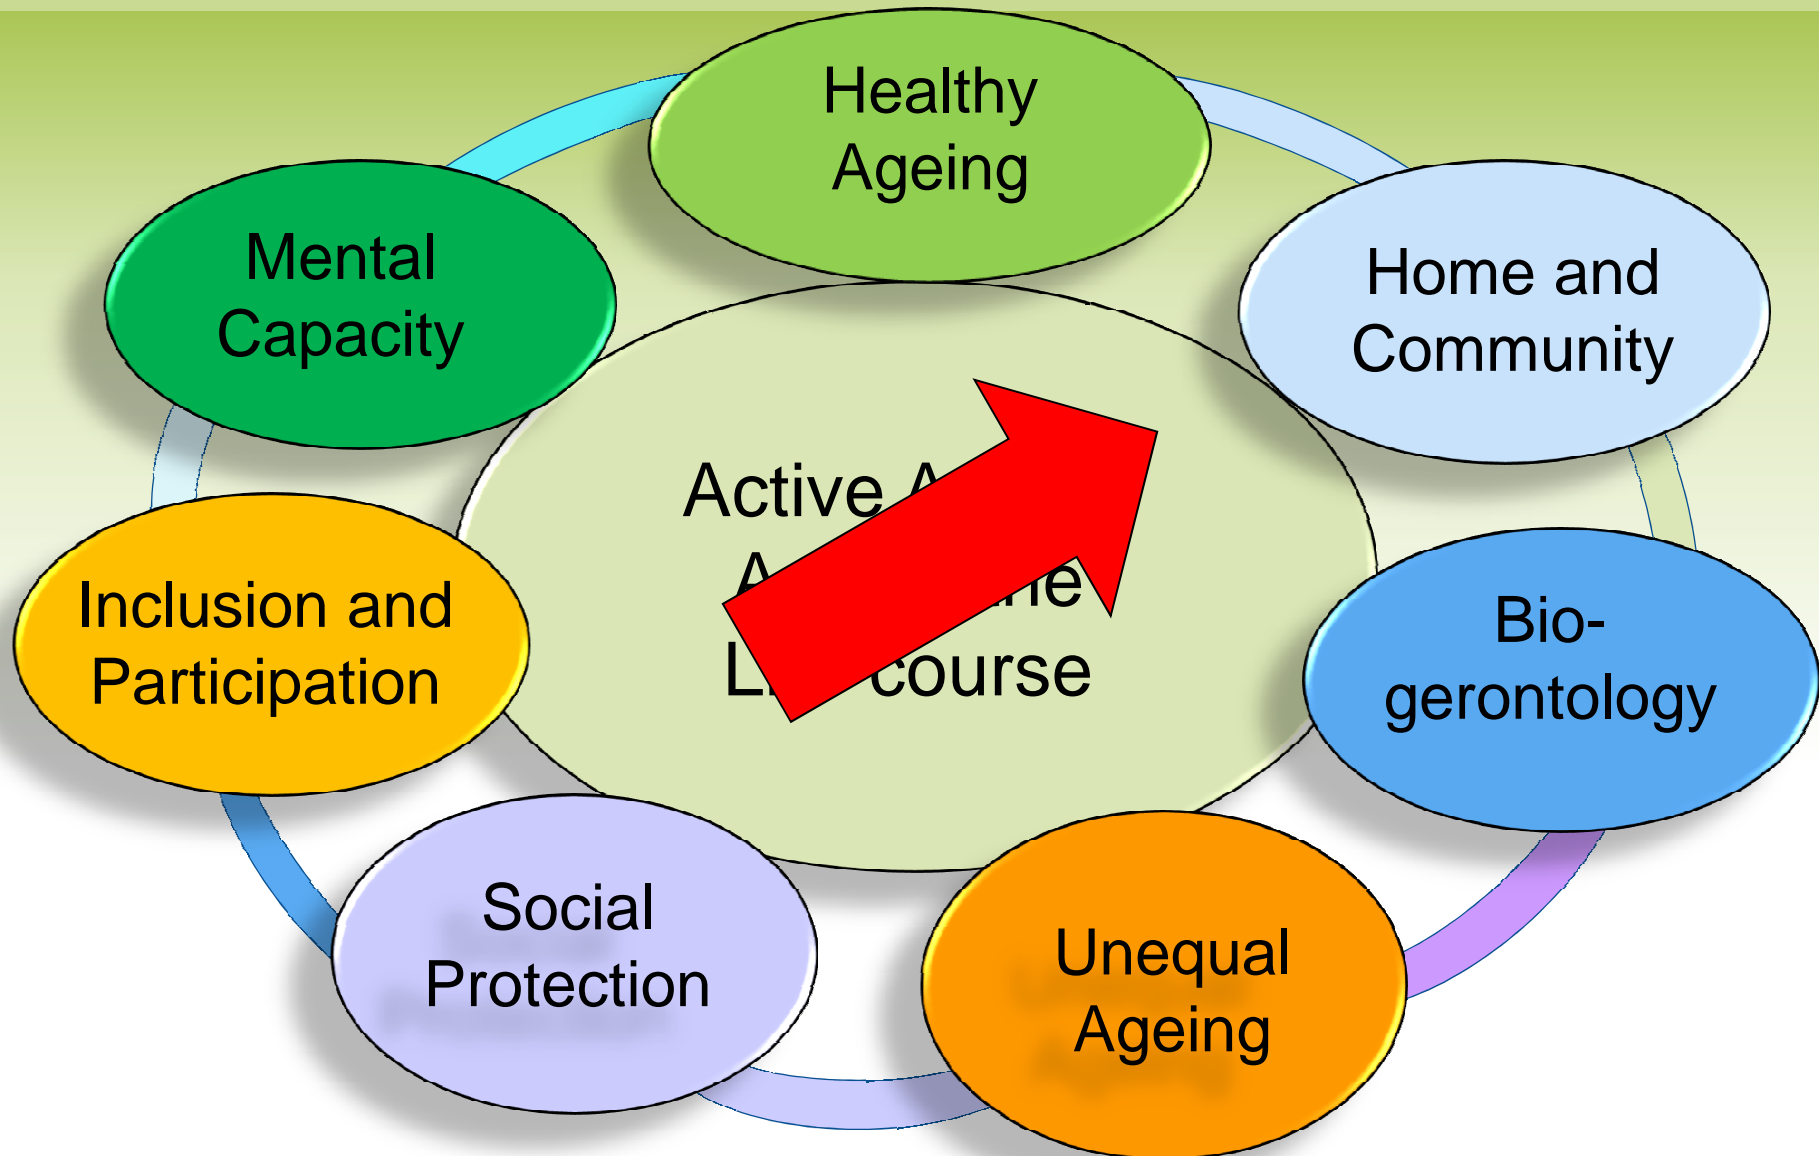 Healthy
Ageing
Mental
Capacity
Home and
Community
Active
course
Inclusion and
Participation
Bio-
gerontology
Social
Protection
Unequal
Ageing